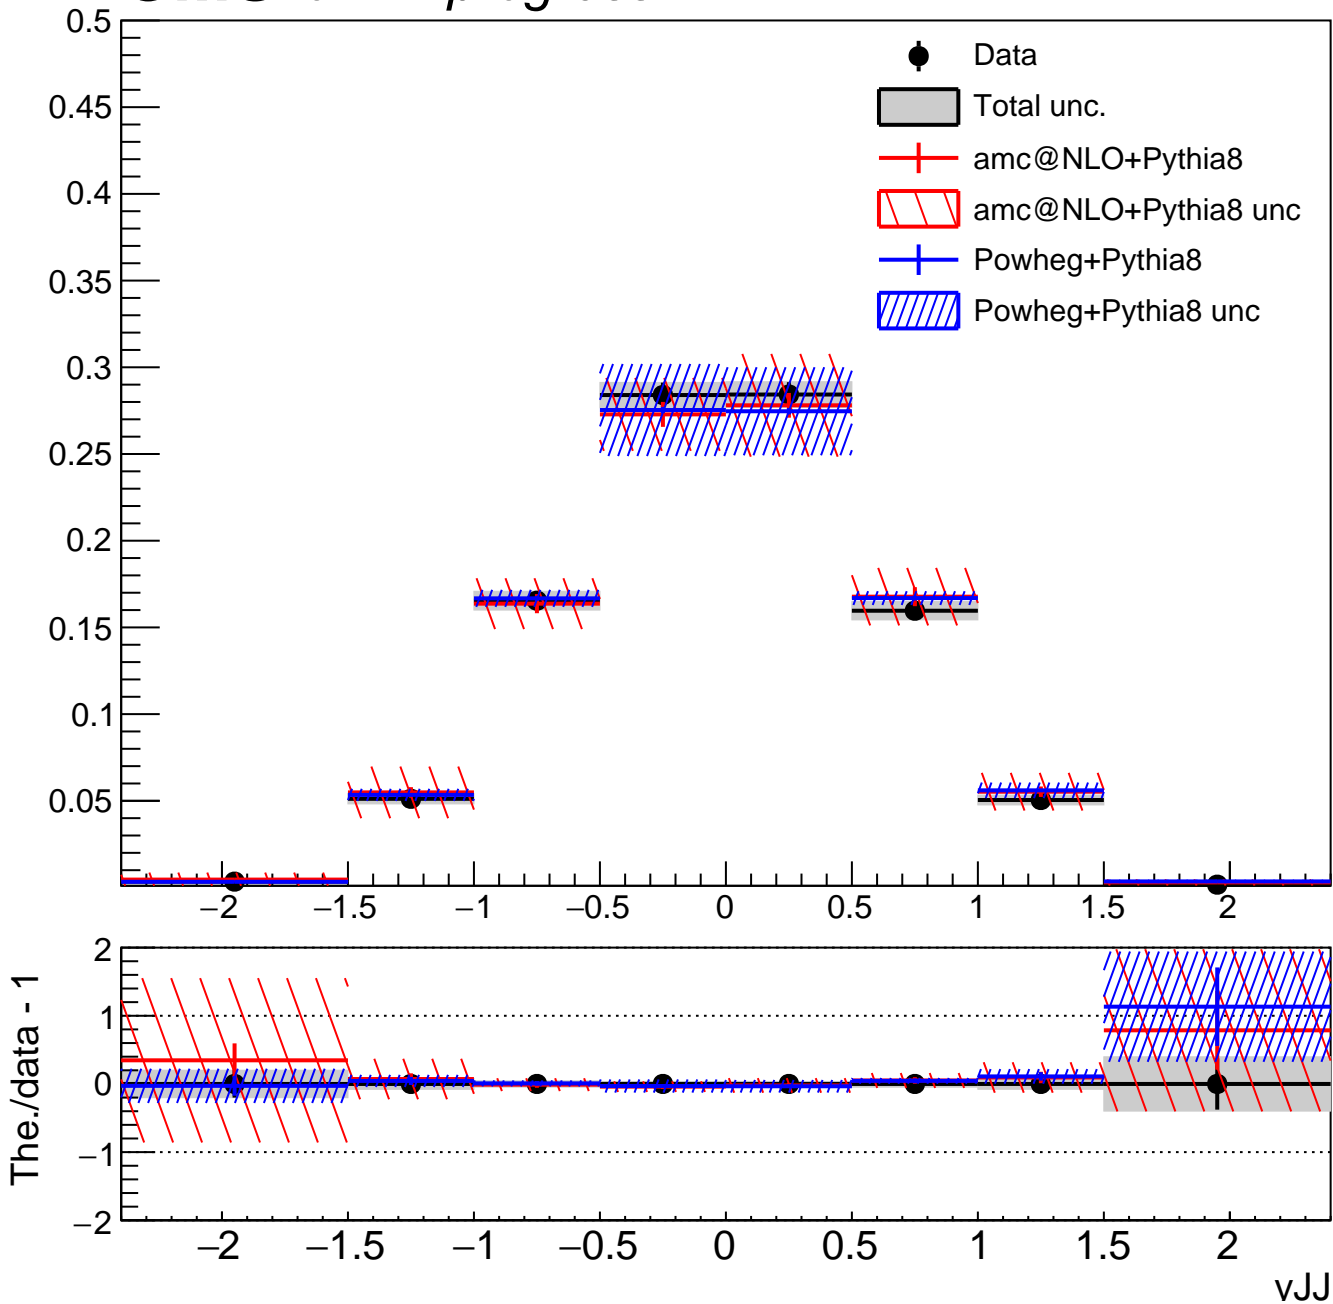 0.5
Data
0.45
Total unc.
0.4
amc@NLO+Pythia8
amc@NLO+Pythia8 unc
0.35
Powheg+Pythia8
Powheg+Pythia8 unc
0.3
0.25
0.2
0.15
0.1
0.05
−2 −1.5 −1 −0.5 0 0.5 1 1.5 2
The./data - 1
2
1
0
−1
−2
−2 −1.5 −1 −0.5 0 0.5 1 1.5 2